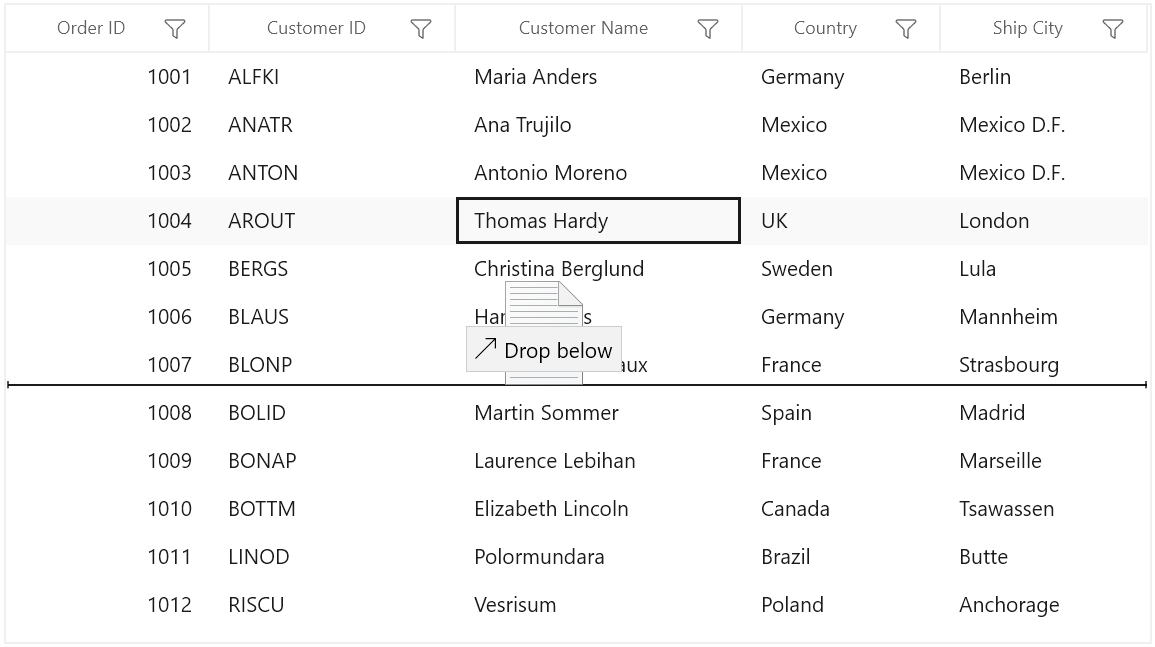 Order ID Customer ID Customer Name Country Ship City
1001 ALFKI Maria Anders Germany Berlin
1002 ANATR Ana Trujilo Mexico Mexico D.F.
1003 ANTON Antonio Moreno Mexico Mexico D.F.
1004 AROUT Thomas Hardy UK London
1005 BERGS Christina Berglund Sweden Lula
1006 BLAUS Germany Mannheim
Drop below
1007 BLONP France Strasbourg
1008 BOLID Martin Sommer Spain Madrid
1009 BONAP Laurence Lebihan France Marseille
1010 BOTTM Elizabeth Lincoln Canada Tsawassen
1011 LINOD Polormundara Brazil Butte
1012 RISCU Vesrisum Poland Anchorage